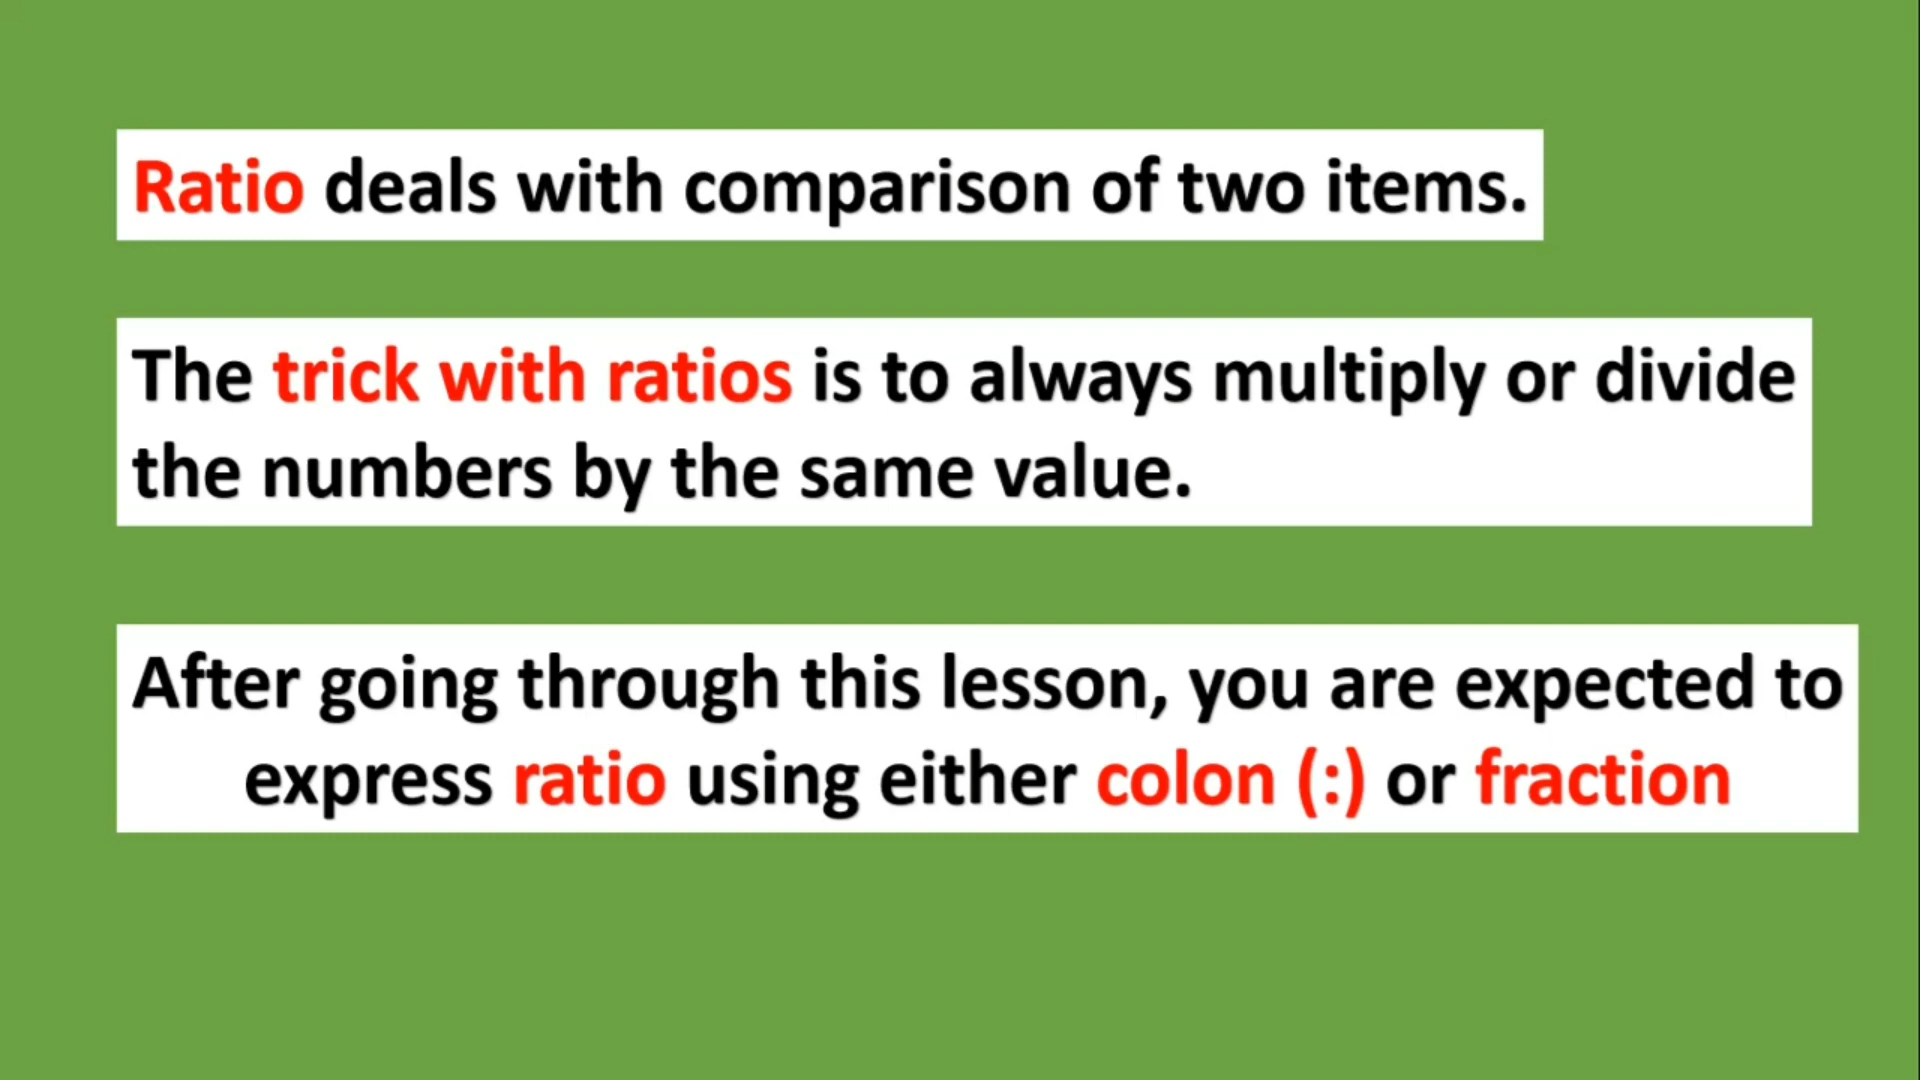 Ratio deals with comparison of two items.
The trick with ratios is to always multiply or divide
the numbers by the same value.
After going through this lesson, you are expected to
express ratio using either colon (:) or fraction